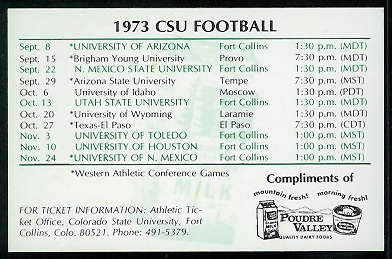 1973 CSU FOOTBALL
Sept. 8 *UNIVERSITY OF ARIZONA Fort Collins 1:30 p.m. (MDT)
Sept. 15 *Brigham Young University Provo 7:30 p.m. (MDT)
Sept. 22 N. MEXICO STATE UNIVERSITY Fort Collins 1:30 p.m. (MDT)
Sept. 29 *Arizona State University Tempe 7:30 p.m. (MST)
Oct. 6 University of Idaho Moscow 1:30 p.m. (PDT)
Oct. 13 UTAH STATE UNIVERSITY Fort Collins 1:30 p.m. (MDT)
Oct. 20 *University of Wyoming Laramie 1:30 p.m. (MDT)
Oct. 27 *Texas-El Paso El Paso 7:30 p.m. (CDT)
Nov. 3 UNIVERSITY OF TOLEDO Fort Collins 1:00 p.m. (MST)
Nov. 10 UNIVERSITY OF HOUSTON Fort Collins 1:00 p.m. (MST)
Nov. 24 *UNIVERSITY OF N. MEXICO Fort Collins 1:00 p.m. (MST)
*Western Athletic Conference Games
MILK
FOR TICKET INFORMATION: Athletic Tic-
ket Office, Colorado State University, Fort
Collins, Colo. 80521. Phone: 491-5379.
Compliments of
mountain fresh! morning fresh!
POUDRE
VALLEY
QUALITY DAIRY FOODS